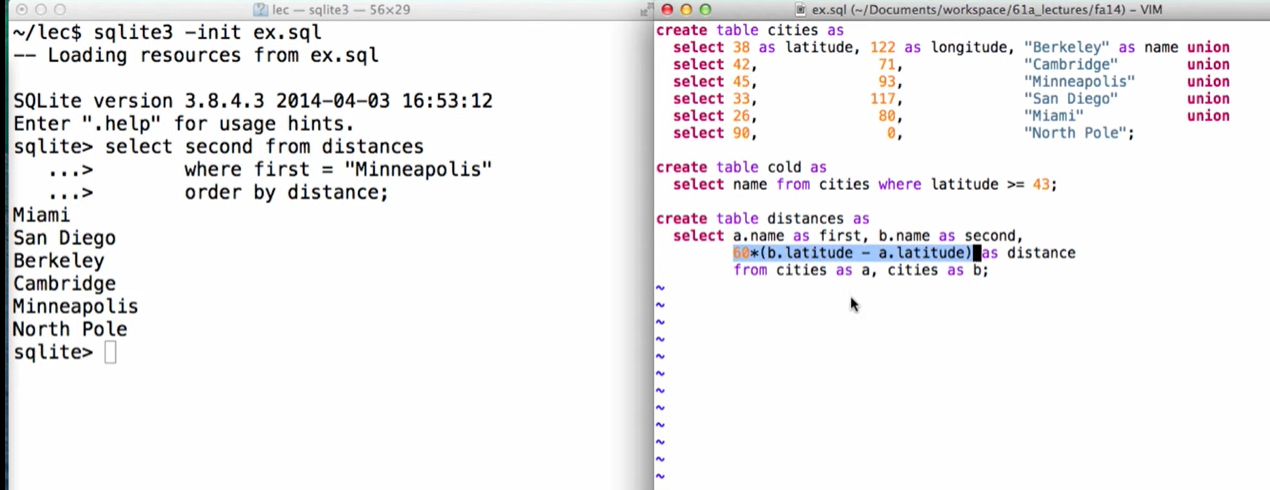 lec — sqlite3 — 56×29
~/lec$ sqlite3 -init ex.sql
-- Loading resources from ex.sql
SQLite version 3.8.4.3 2014-04-03 16:53:12
Enter ".help" for usage hints.
sqlite> select second from distances
...> where first = "Minneapolis"
...> order by distance;
Miami
San Diego
Berkeley
Cambridge
Minneapolis
North Pole
sqlite>
ex.sql (~/Documents/workspace/61a_lectures/fa14) – VIM
create table cities as
select 38 as latitude, 122 as longitude, "Berkeley" as name union
select 42, 71, "Cambridge" union
select 45, 93, "Minneapolis" union
select 33, 117, "San Diego" union
select 26, 80, "Miami" union
select 90, 0, "North Pole";
create table cold as
select name from cities where latitude >= 43;
create table distances as
select a.name as first, b.name as second,
60*(b.latitude - a.latitude) as distance
from cities as a, cities as b;
~
~
~
~
~
~
~
~
~
~
~
~